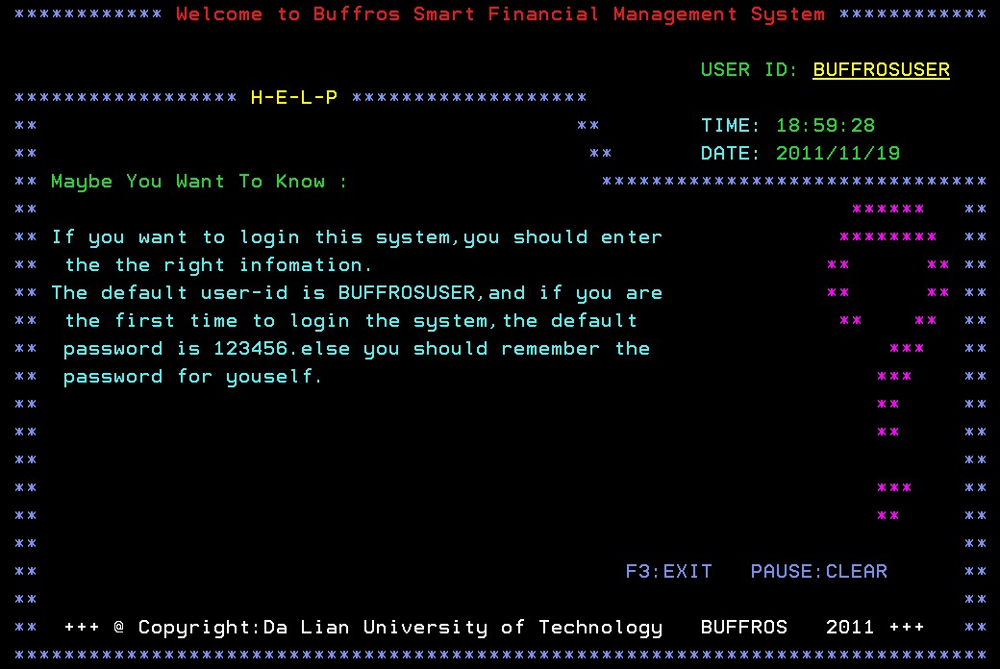 ************ Welcome to Buffros Smart Financial Management System ************
USER ID: BUFFROSUSER
****************** H-E-L-P *******************
** ** TIME: 18:59:28
** ** DATE: 2011/11/19
** Maybe You Want To Know : *******************************
** ****** **
** If you want to login this system,you should enter ******** **
** the the right infomation. ** ** **
** The default user-id is BUFFROSUSER,and if you are ** ** **
** the first time to login the system,the default ** ** **
** password is 123456.else you should remember the *** **
** password for youself. *** **
** ** **
** ** **
** **
** *** **
** ** **
** **
** F3:EXIT PAUSE:CLEAR **
** **
** +++ @ Copyright:Da Lian University of Technology BUFFROS 2011 +++ **
******************************************************************************